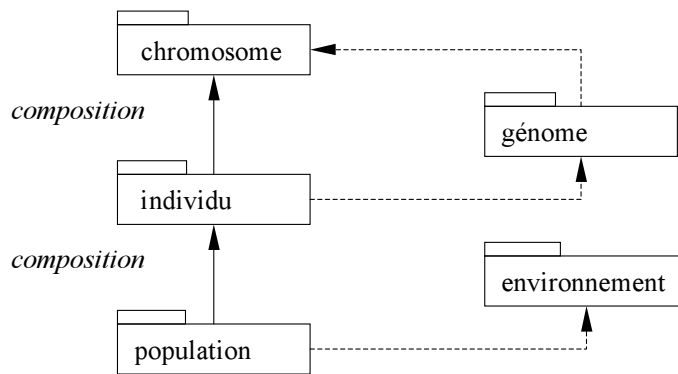 chromosome
composition
génome
individu
composition
environnement
population